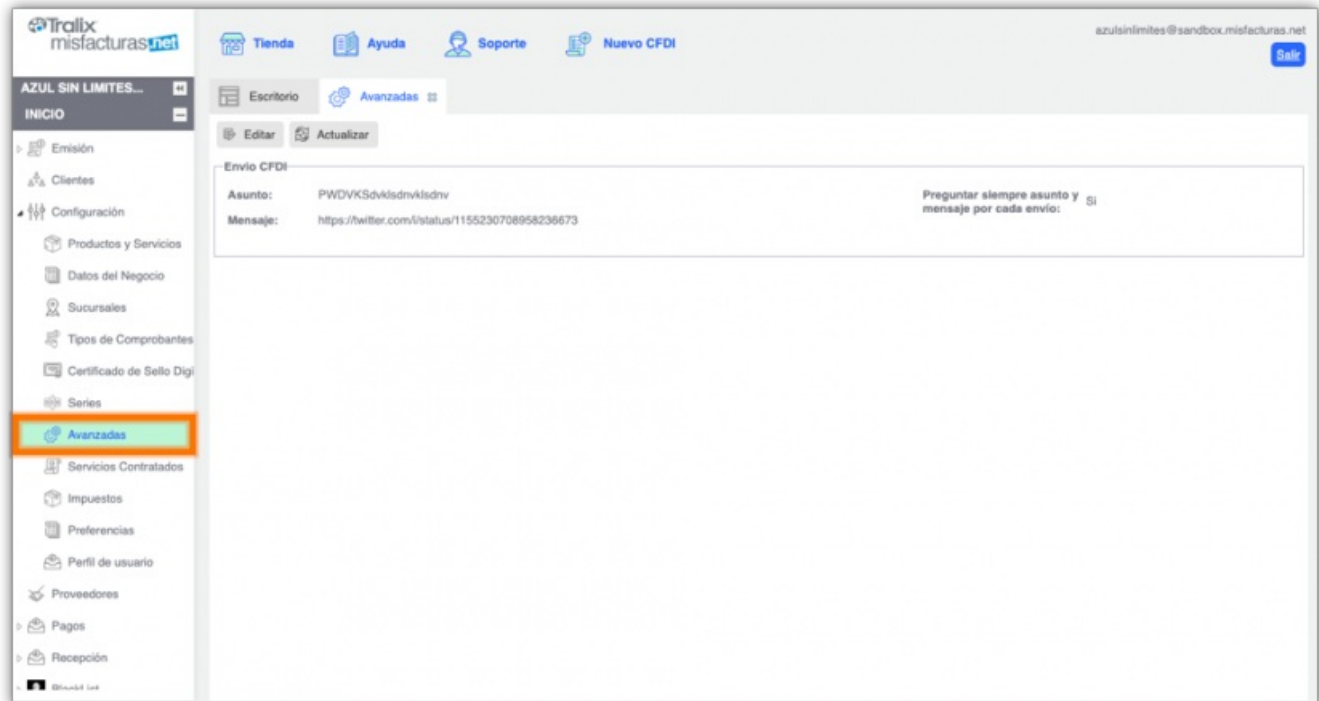 Tralix
misfacturas.net
Tienda
Ayuda
Soporte
Nuevo CFDI
azulsinlimites@sandbox.misfacturas.net
Salir
AZUL SIN LIMITES...
INICIO
Emisión
Clientes
Configuración
Productos y Servicios
Datos del Negocio
Sucursales
Tipos de Comprobantes
Certificado de Sello Digi
Series
Avanzadas
Servicios Contratados
Impuestos
Preferencias
Perfil de usuario
Proveedores
Pagos
Recepción
Escritorio
Avanzadas
Editar
Actualizar
Envío CFDI
Asunto: PWDVKSdvklsdnvklsdnv
Mensaje: https://twitter.com/i/status/1155230708958236673
Preguntar siempre asunto y
mensaje por cada envío: Si